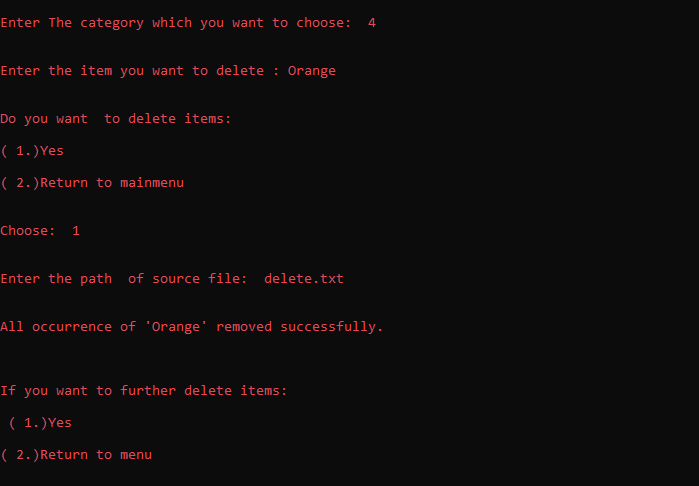 Enter The category which you want to choose:  4
Enter the item you want to delete : Orange
Do you want  to delete items:
( 1.)Yes
( 2.)Return to mainmenu
Choose:  1
Enter the path  of source file:  delete.txt
All occurrence of 'Orange' removed successfully.
If you want to further delete items:
 ( 1.)Yes
( 2.)Return to menu